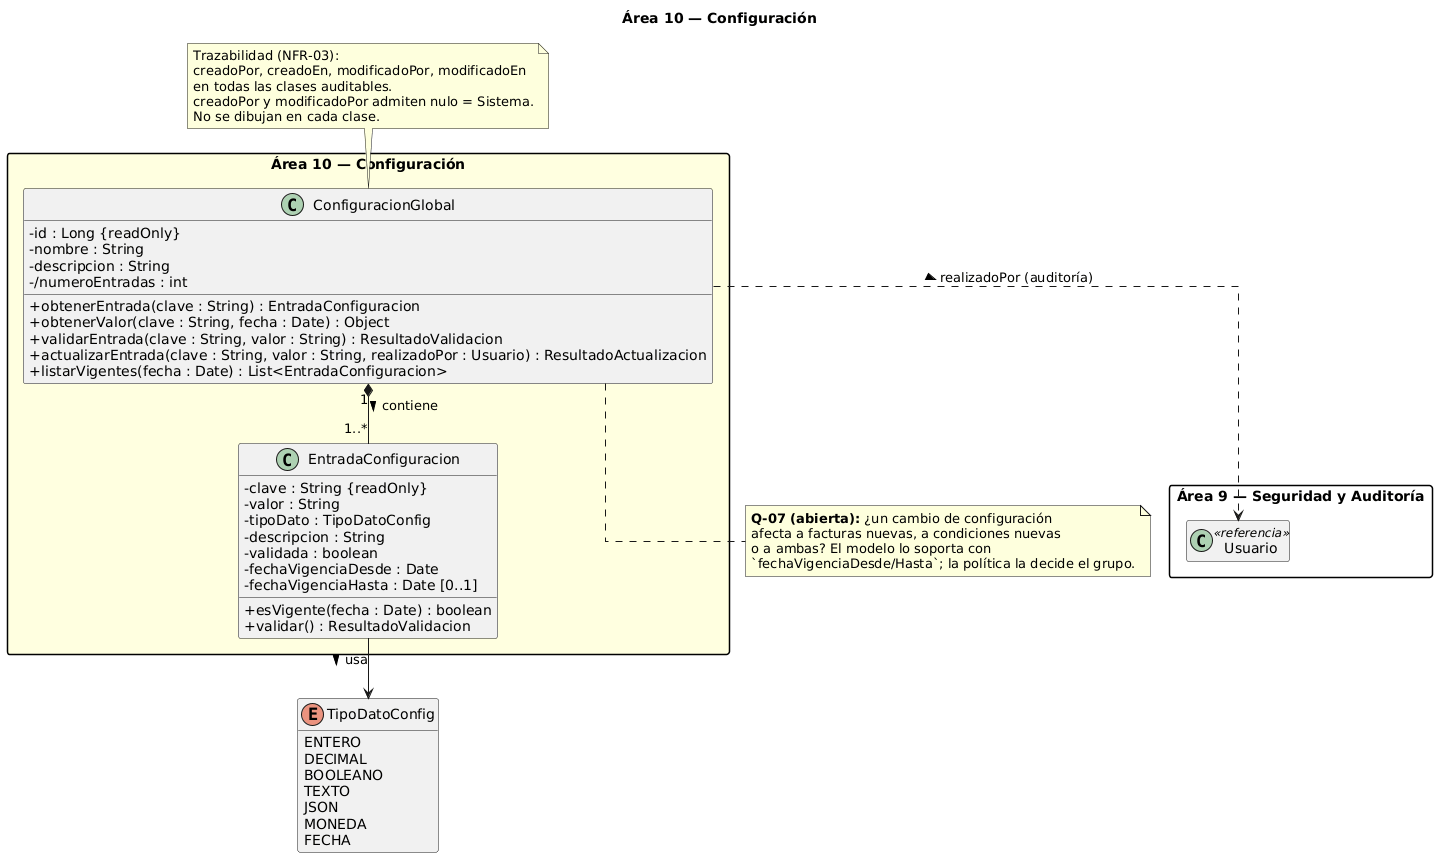 Área 10 — Configuración
Trazabilidad (NFR-03):
creadoPor, creadoEn, modificadoPor, modificadoEn
en todas las clases auditables.
creadoPor y modificadoPor admiten nulo = Sistema.
No se dibujan en cada clase.
Área 10 — Configuración
C ConfiguracionGlobal
-id : Long {readOnly}
-nombre : String
-descripcion : String
-/numeroEntradas : int
+obtenerEntrada(clave : String) : EntradaConfiguracion
+obtenerValor(clave : String, fecha : Date) : Object
+validarEntrada(clave : String, valor : String) : ResultadoValidacion
+actualizarEntrada(clave : String, valor : String, realizadoPor : Usuario) : ResultadoActualizacion
+listarVigentes(fecha : Date) : List<EntradaConfiguracion>
realizadoPor (auditoría)
1
contiene
1..*
C EntradaConfiguracion
-clave : String {readOnly}
-valor : String
-tipoDato : TipoDatoConfig
-descripcion : String
-validada : boolean
-fechaVigenciaDesde : Date
-fechaVigenciaHasta : Date [0..1]
+esVigente(fecha : Date) : boolean
+validar() : ResultadoValidacion
Q-07 (abierta): ¿un cambio de configuración
afecta a facturas nuevas, a condiciones nuevas
o a ambas? El modelo lo soporta con
`fechaVigenciaDesde/Hasta`; la política la decide el grupo.
Área 9 — Seguridad y Auditoría
C «referencia»
Usuario
usa
E TipoDatoConfig
ENTERO
DECIMAL
BOOLEANO
TEXTO
JSON
MONEDA
FECHA